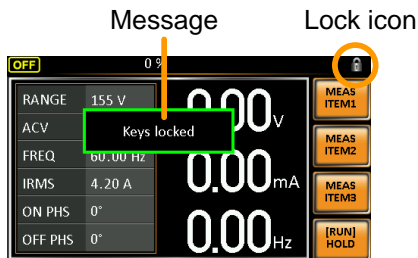 Message Lock icon
OFF 0 %
RANGE 155 V
ACV
FREQ 60.00 Hz
IRMS 4.20 A
ON PHS 0°
OFF PHS 0°
Keys locked
0.00 V
0.00 mA
0.00 Hz
MEAS
ITEM1
MEAS
ITEM2
MEAS
ITEM3
[RUN]
HOLD